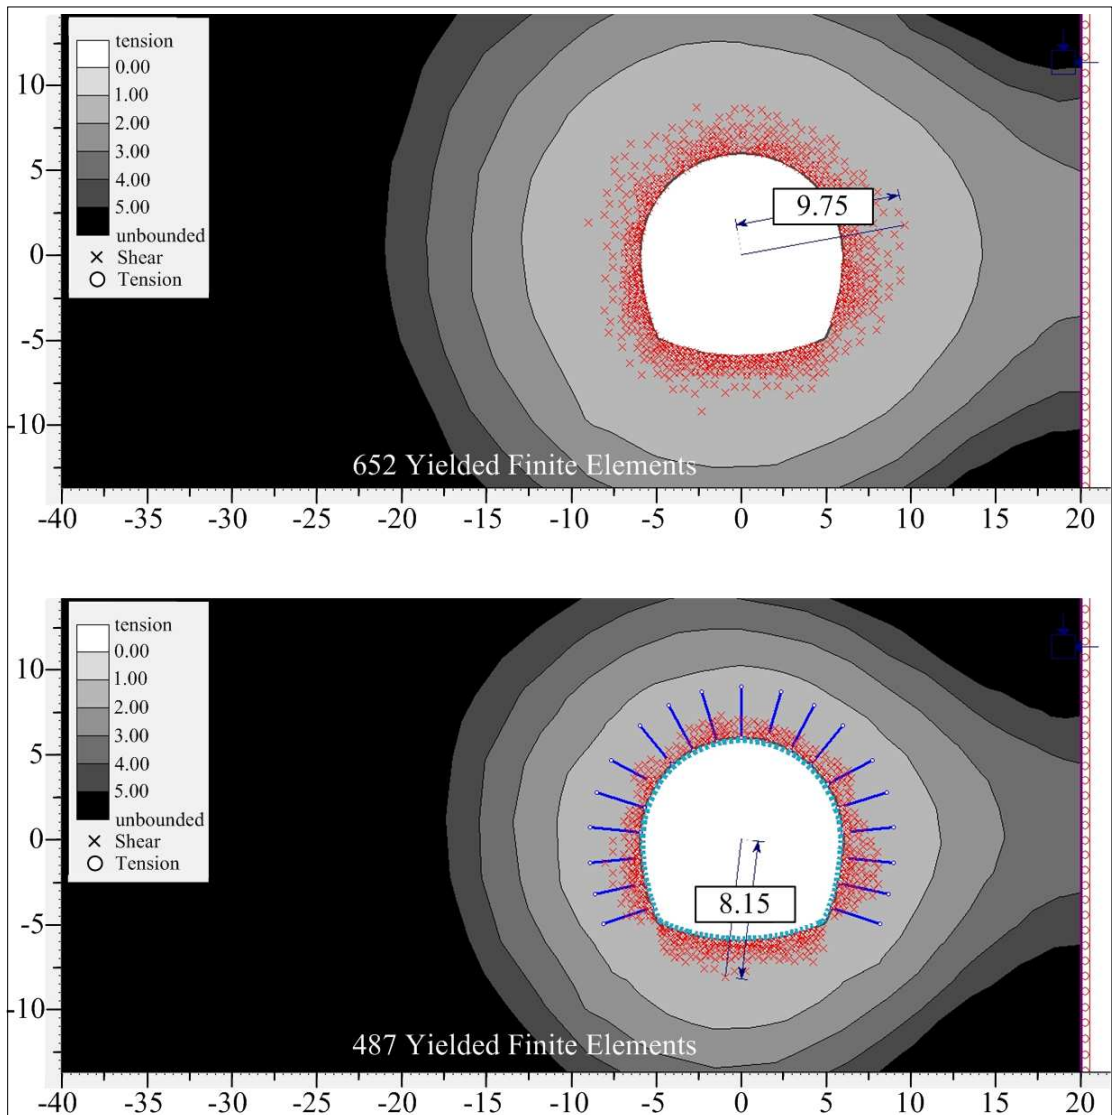 tension
0.00
1.00
2.00
3.00
4.00
5.00
unbounded
× Shear
○ Tension
10
5
0
-5
-10
9.75
652 Yielded Finite Elements
-40 -35 -30 -25 -20 -15 -10 -5 0 5 10 15 20
tension
0.00
1.00
2.00
3.00
4.00
5.00
unbounded
× Shear
○ Tension
10
5
0
-5
-10
8.15
487 Yielded Finite Elements
-40 -35 -30 -25 -20 -15 -10 -5 0 5 10 15 20